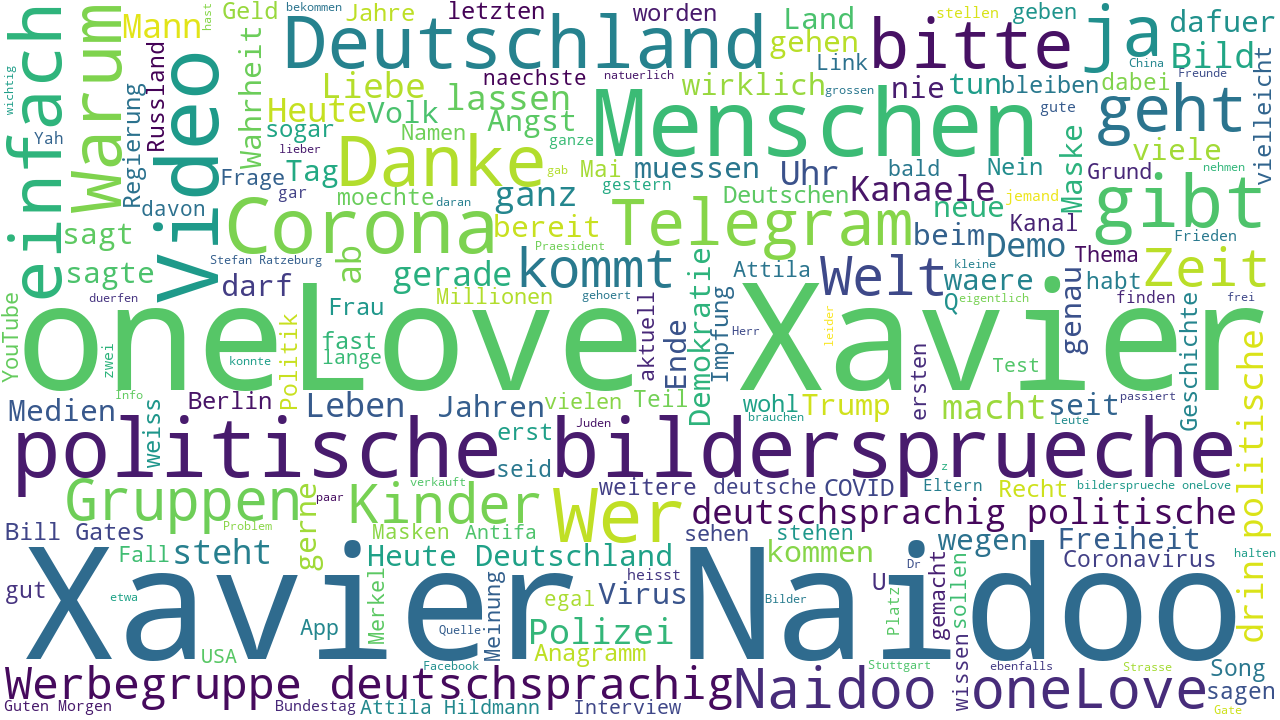 einfach
Warum
Mann
Video
Geld
hast
bekommen
Jahre
letzten
worden
Land
stellen
geben
ja
dafuer
Deutschland
bitte
gehen
Link
Bild
wichtig
Yah
Regierung
Russland
Wahrheit
Liebe
naechste
natuerlich
wirklich
grossen
nie
tun
bleiben
China
dabei
Freunde
vielleicht
Heute
Volk
lassen
Menschen
gute
geht
sogar
Namen
Angst
ganze
lieber
Danke
gab
Mai
muessen
Uhr
bald
Nein
Maske
viele
Grund
nehmen
Frage
Tag
gar
moechte
daran
ganz
gestern
Deutschen
Kanaele
jemand
neue
Kanal
gibt
davon
sagt
Corona
bereit
Praesident
Telegram
beim
Demo
Thema
Frieden
sagte
Stefan Ratzeburg
ab
gerade
kommt
Demokratie
Attila
Welt
kleine
waere
genau
habt
Zeit
duerfen
darf
Millionen
gehoert
Q
eigentlich
finden
frei
YouTube
oneLove Xavier
Frau
Politik
fast
lange
aktuell
Ende
Impfung
Herr
leider
ersten
Test
Geschichte
politische
drin
zwei
konnte
Info
Medien
weiss
Berlin
Leben
Jahren
vielen
Teil
wohl
Trump
brauchen
macht
seit
passiert
Leute
politische bildersprueche
erst
Juden
seid
Gruppen
gerne
paar
verkauft
Kinder
Wer
weitere
deutsche
COVID
Eltern
z
Recht
bildersprueche oneLove
Problem
deutschsprachig politische
Bill Gates
Masken
Antifa
sehen
stehen
wegen
Freiheit
Fall
steht
Heute Deutschland
kommen
Coronavirus
halten
Xavier Naidoo
gut
etwa
Merkel
Meinung
heisst
egal
Virus
Bilder
U
Dr
Platz
gemacht
sollen
App
Quelle
Polizei
USA
Anagramm
Facebook
Stuttgart
wissen
ebenfalls
Strasse
Song
Werbegruppe deutschsprachig
Naidoo oneLove
sagen
Guten Morgen
Bundestag
Attila Hildmann
Interview
Gate